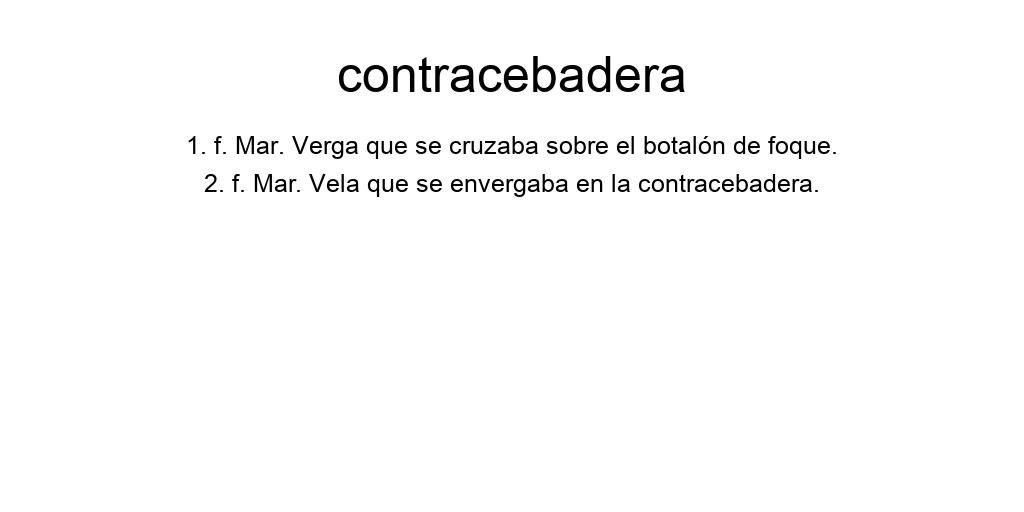 contracebadera
1. f. Mar. Verga que se cruzaba sobre el botalón de foque.
2. f. Mar. Vela que se envergaba en la contracebadera.